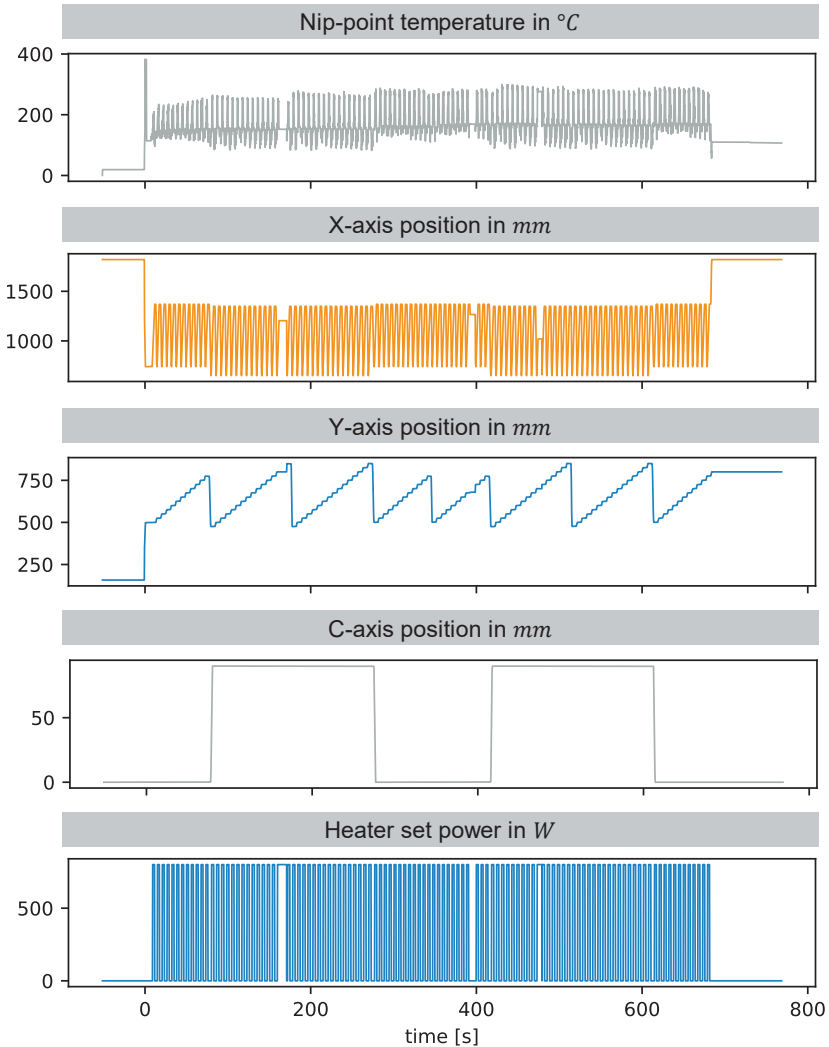 Nip-point temperature in °C
400
200
0
X-axis position in mm
1500
1000
Y-axis position in mm
750
500
250
C-axis position in mm
50
0
Heater set power in W
500
0
0 200 400 600 800
time [s]